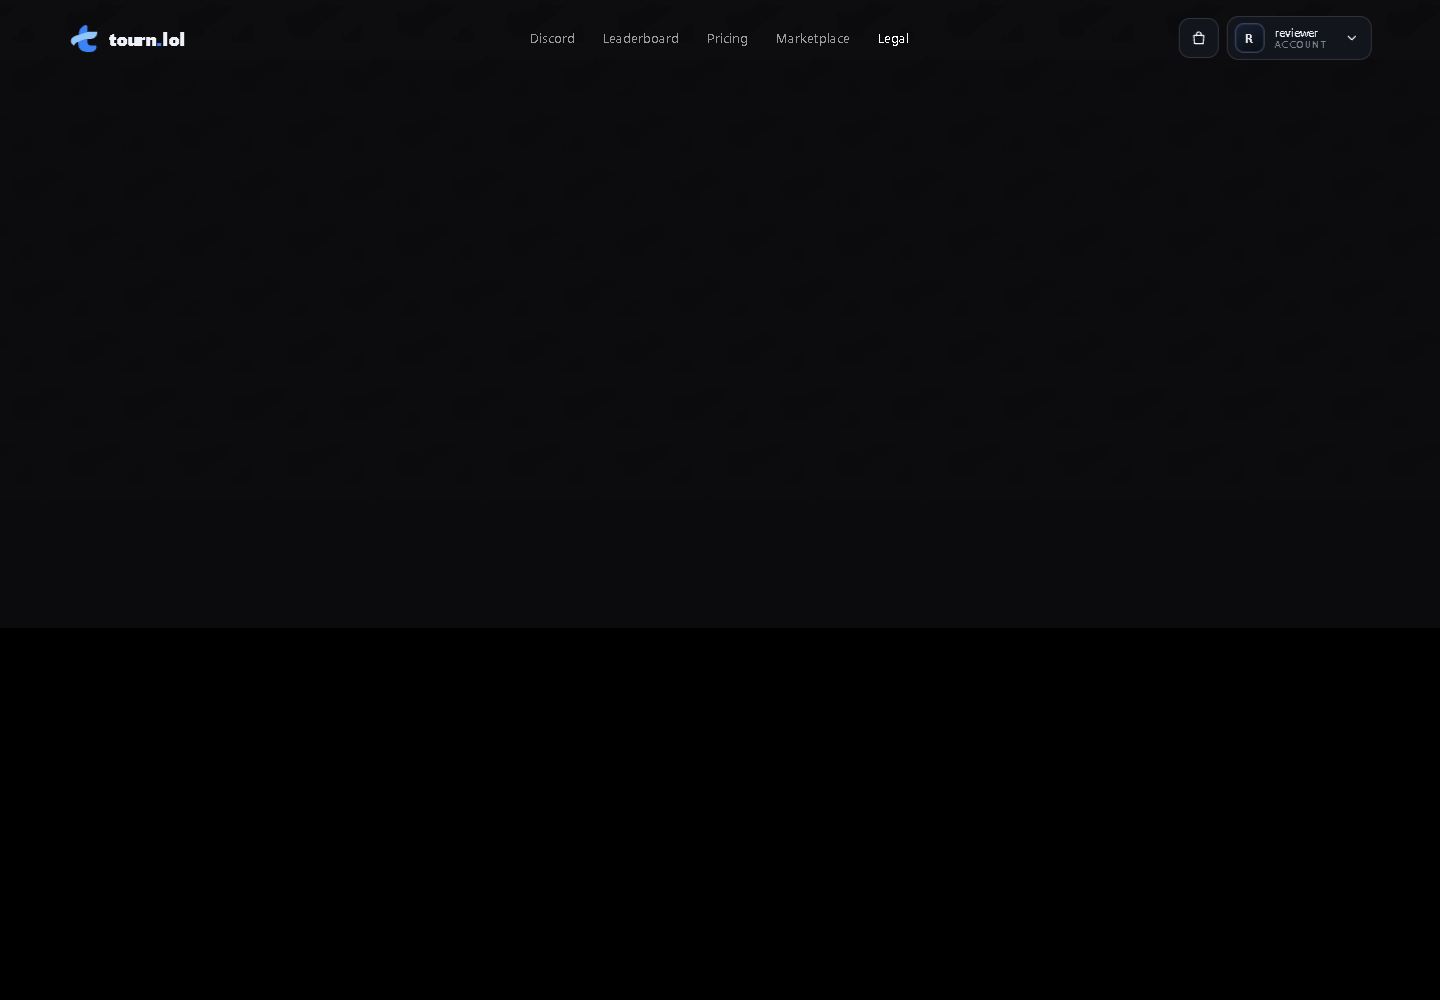 tourn.lol
Discord
Leaderboard
Pricing
Marketplace
Legal
R
reviewer
ACCOUNT